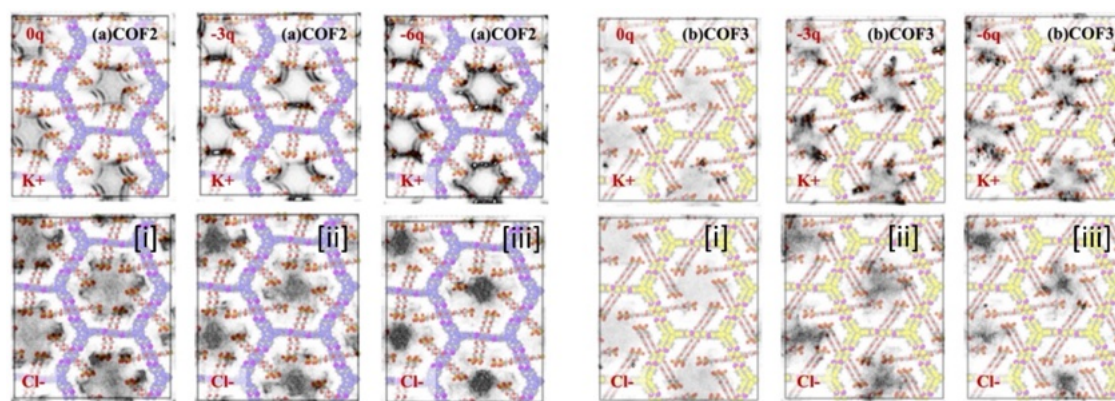 0q (a)COF2 -3q (a)COF2 -6q (a)COF2 0q (b)COF3 -3q (b)COF3 -6q (b)COF3
K+ K+ K+ K+ K+ K+
[i] [ii] [iii] [i] [ii] [iii]
Cl- Cl- Cl- Cl- Cl- Cl-